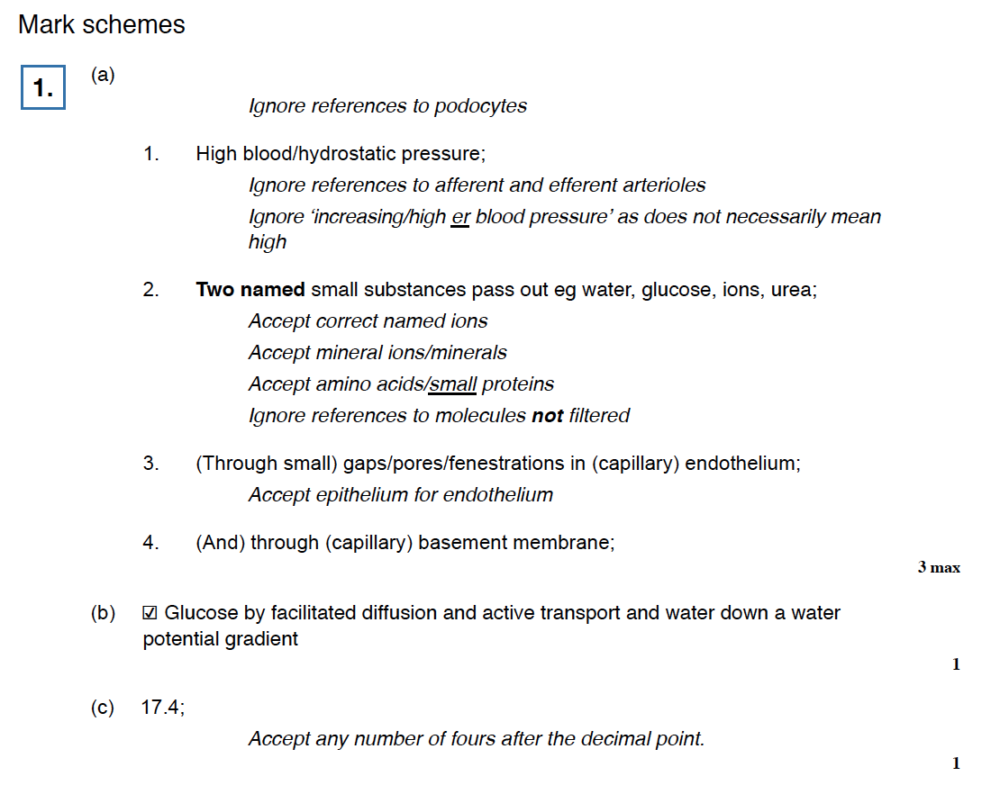 Mark schemes
1.
(a)
Ignore references to podocytes
1. High blood/hydrostatic pressure;
Ignore references to afferent and efferent arterioles
Ignore ‘increasing/high er blood pressure’ as does not necessarily mean
high
2. Two named small substances pass out eg water, glucose, ions, urea;
Accept correct named ions
Accept mineral ions/minerals
Accept amino acids/small proteins
Ignore references to molecules not filtered
3. (Through small) gaps/pores/fenestrations in (capillary) endothelium;
Accept epithelium for endothelium
4. (And) through (capillary) basement membrane;
3 max
(b) ☑ Glucose by facilitated diffusion and active transport and water down a water
potential gradient
1
(c) 17.4;
Accept any number of fours after the decimal point.
1